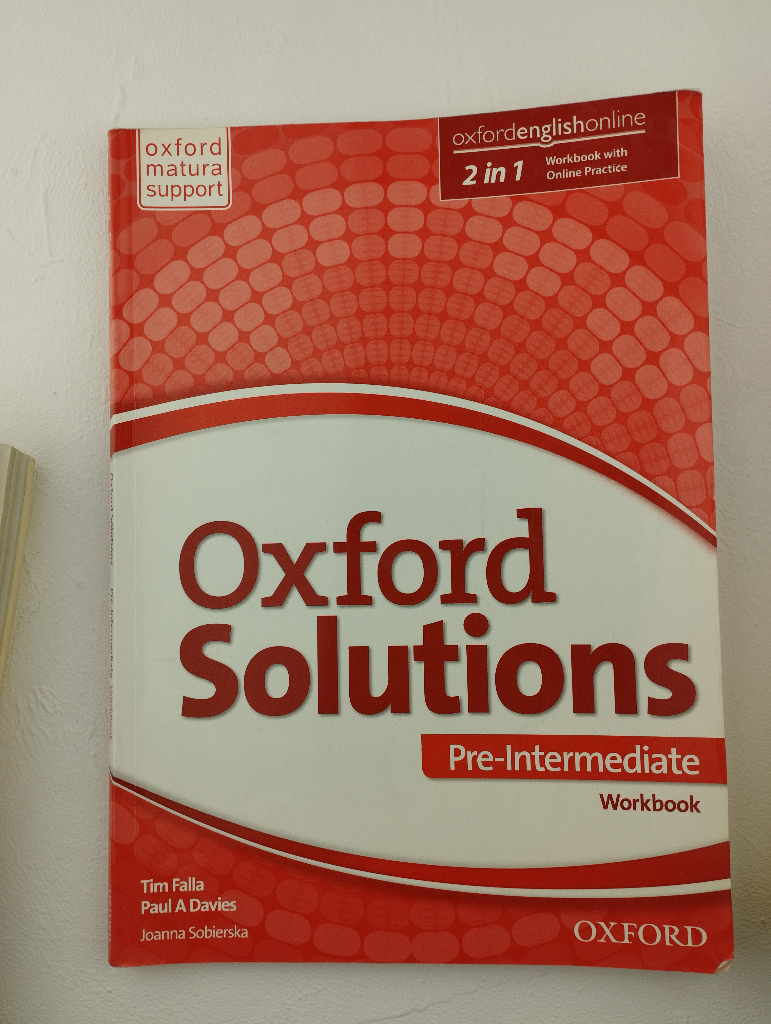 oxford
matura
support
oxfordenglishonline
2 in 1
Workbook with
Online Practice
Oxford
Solutions
Pre-Intermediate
Workbook
Tim Falla
Paul A Davies
Joanna Sobierska
OXFORD